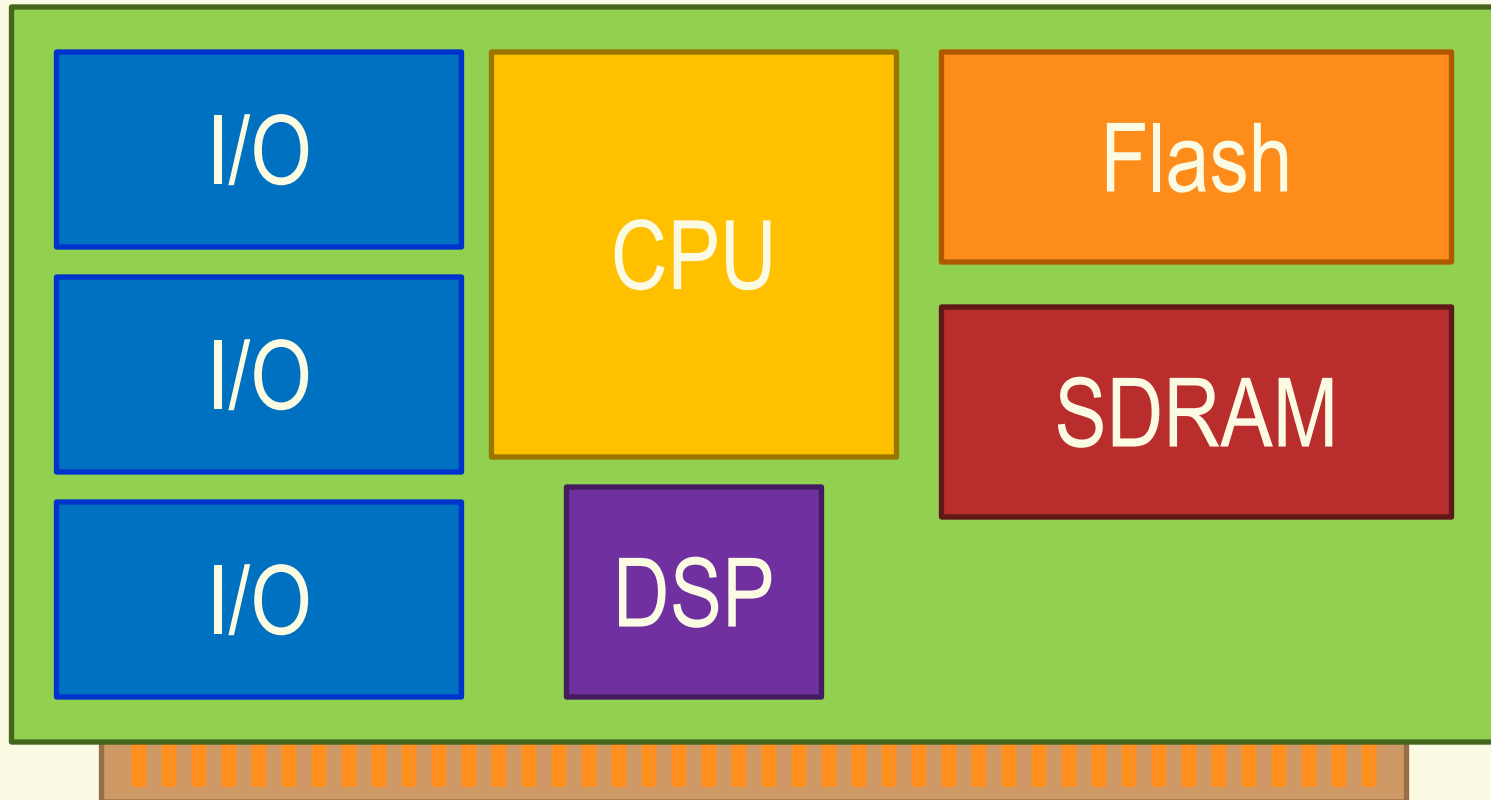 I/O
I/O
I/O
CPU
DSP
Flash
SDRAM